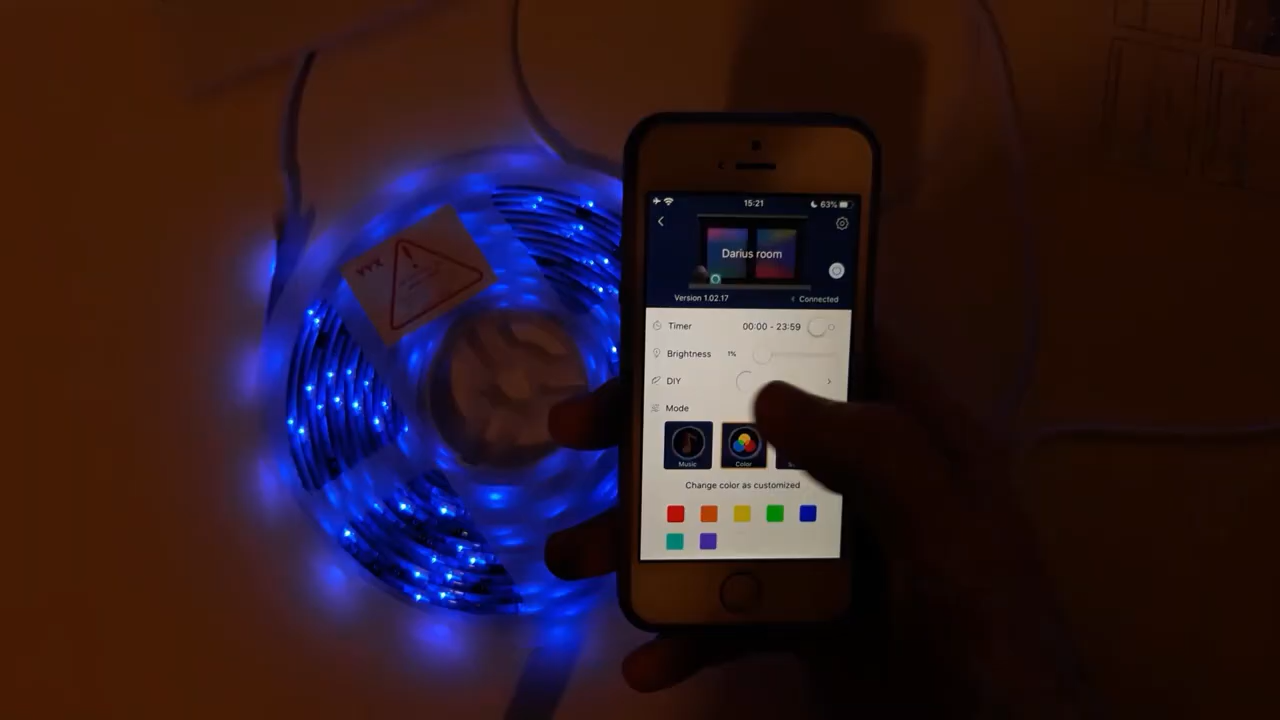 15:21
63%
Darius room
Version 1.02.17
Connected
Timer 00:00 - 23:59
Brightness 1%
DIY
Mode
Music
Color
Change color as customized